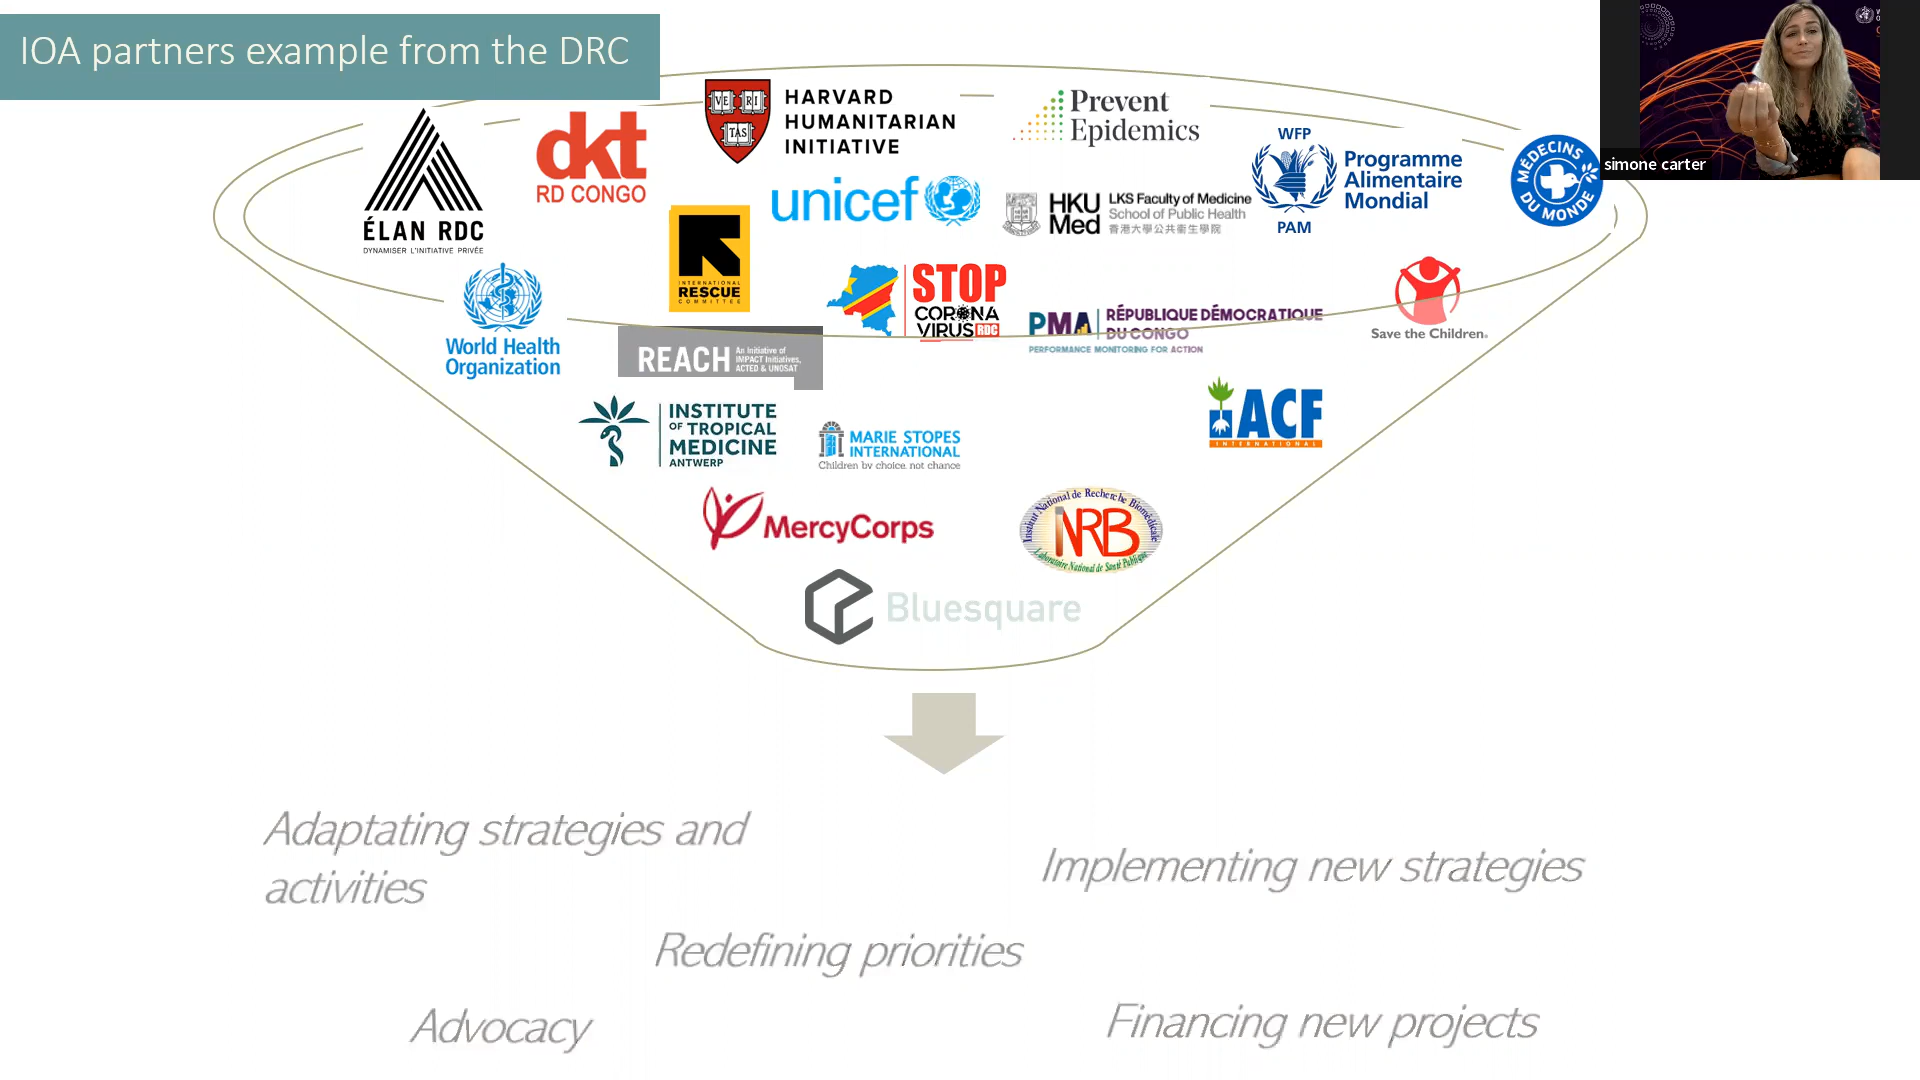 IOA partners example from the DRC
simone carter
ÉLAN RDC
DYNAMISER L'INITIATIVE PRIVÉE
dkt
RD CONGO
VE RI
TAS
HARVARD
HUMANITARIAN
INITIATIVE
Prevent
Epidemics
WFP
PAM
Programme
Alimentaire
Mondial
MÉDECINS
DU MONDE
unicef
HKU
Med
LKS Faculty of Medicine
School of Public Health
香港大學公共衞生學院
INTERNATIONAL
RESCUE
COMMITTEE
World Health
Organization
STOP
CORONA
VIRUS RDC
PMA
RÉPUBLIQUE DÉMOCRATIQUE
DU CONGO
PERFORMANCE MONITORING FOR ACTION
Save the Children®
REACH
An initiative of
IMPACT Initiatives,
ACTED & UNOSAT
INSTITUTE
OF TROPICAL
MEDICINE
ANTWERP
MARIE STOPES
INTERNATIONAL
Children by choice, not chance
ACF
INTERNATIONAL
MercyCorps
Institut National de Recherche Biomédicale
INRB
Laboratoire National de Santé Publique
Bluesquare
Adaptating strategies and
activities
Implementing new strategies
Redefining priorities
Advocacy
Financing new projects